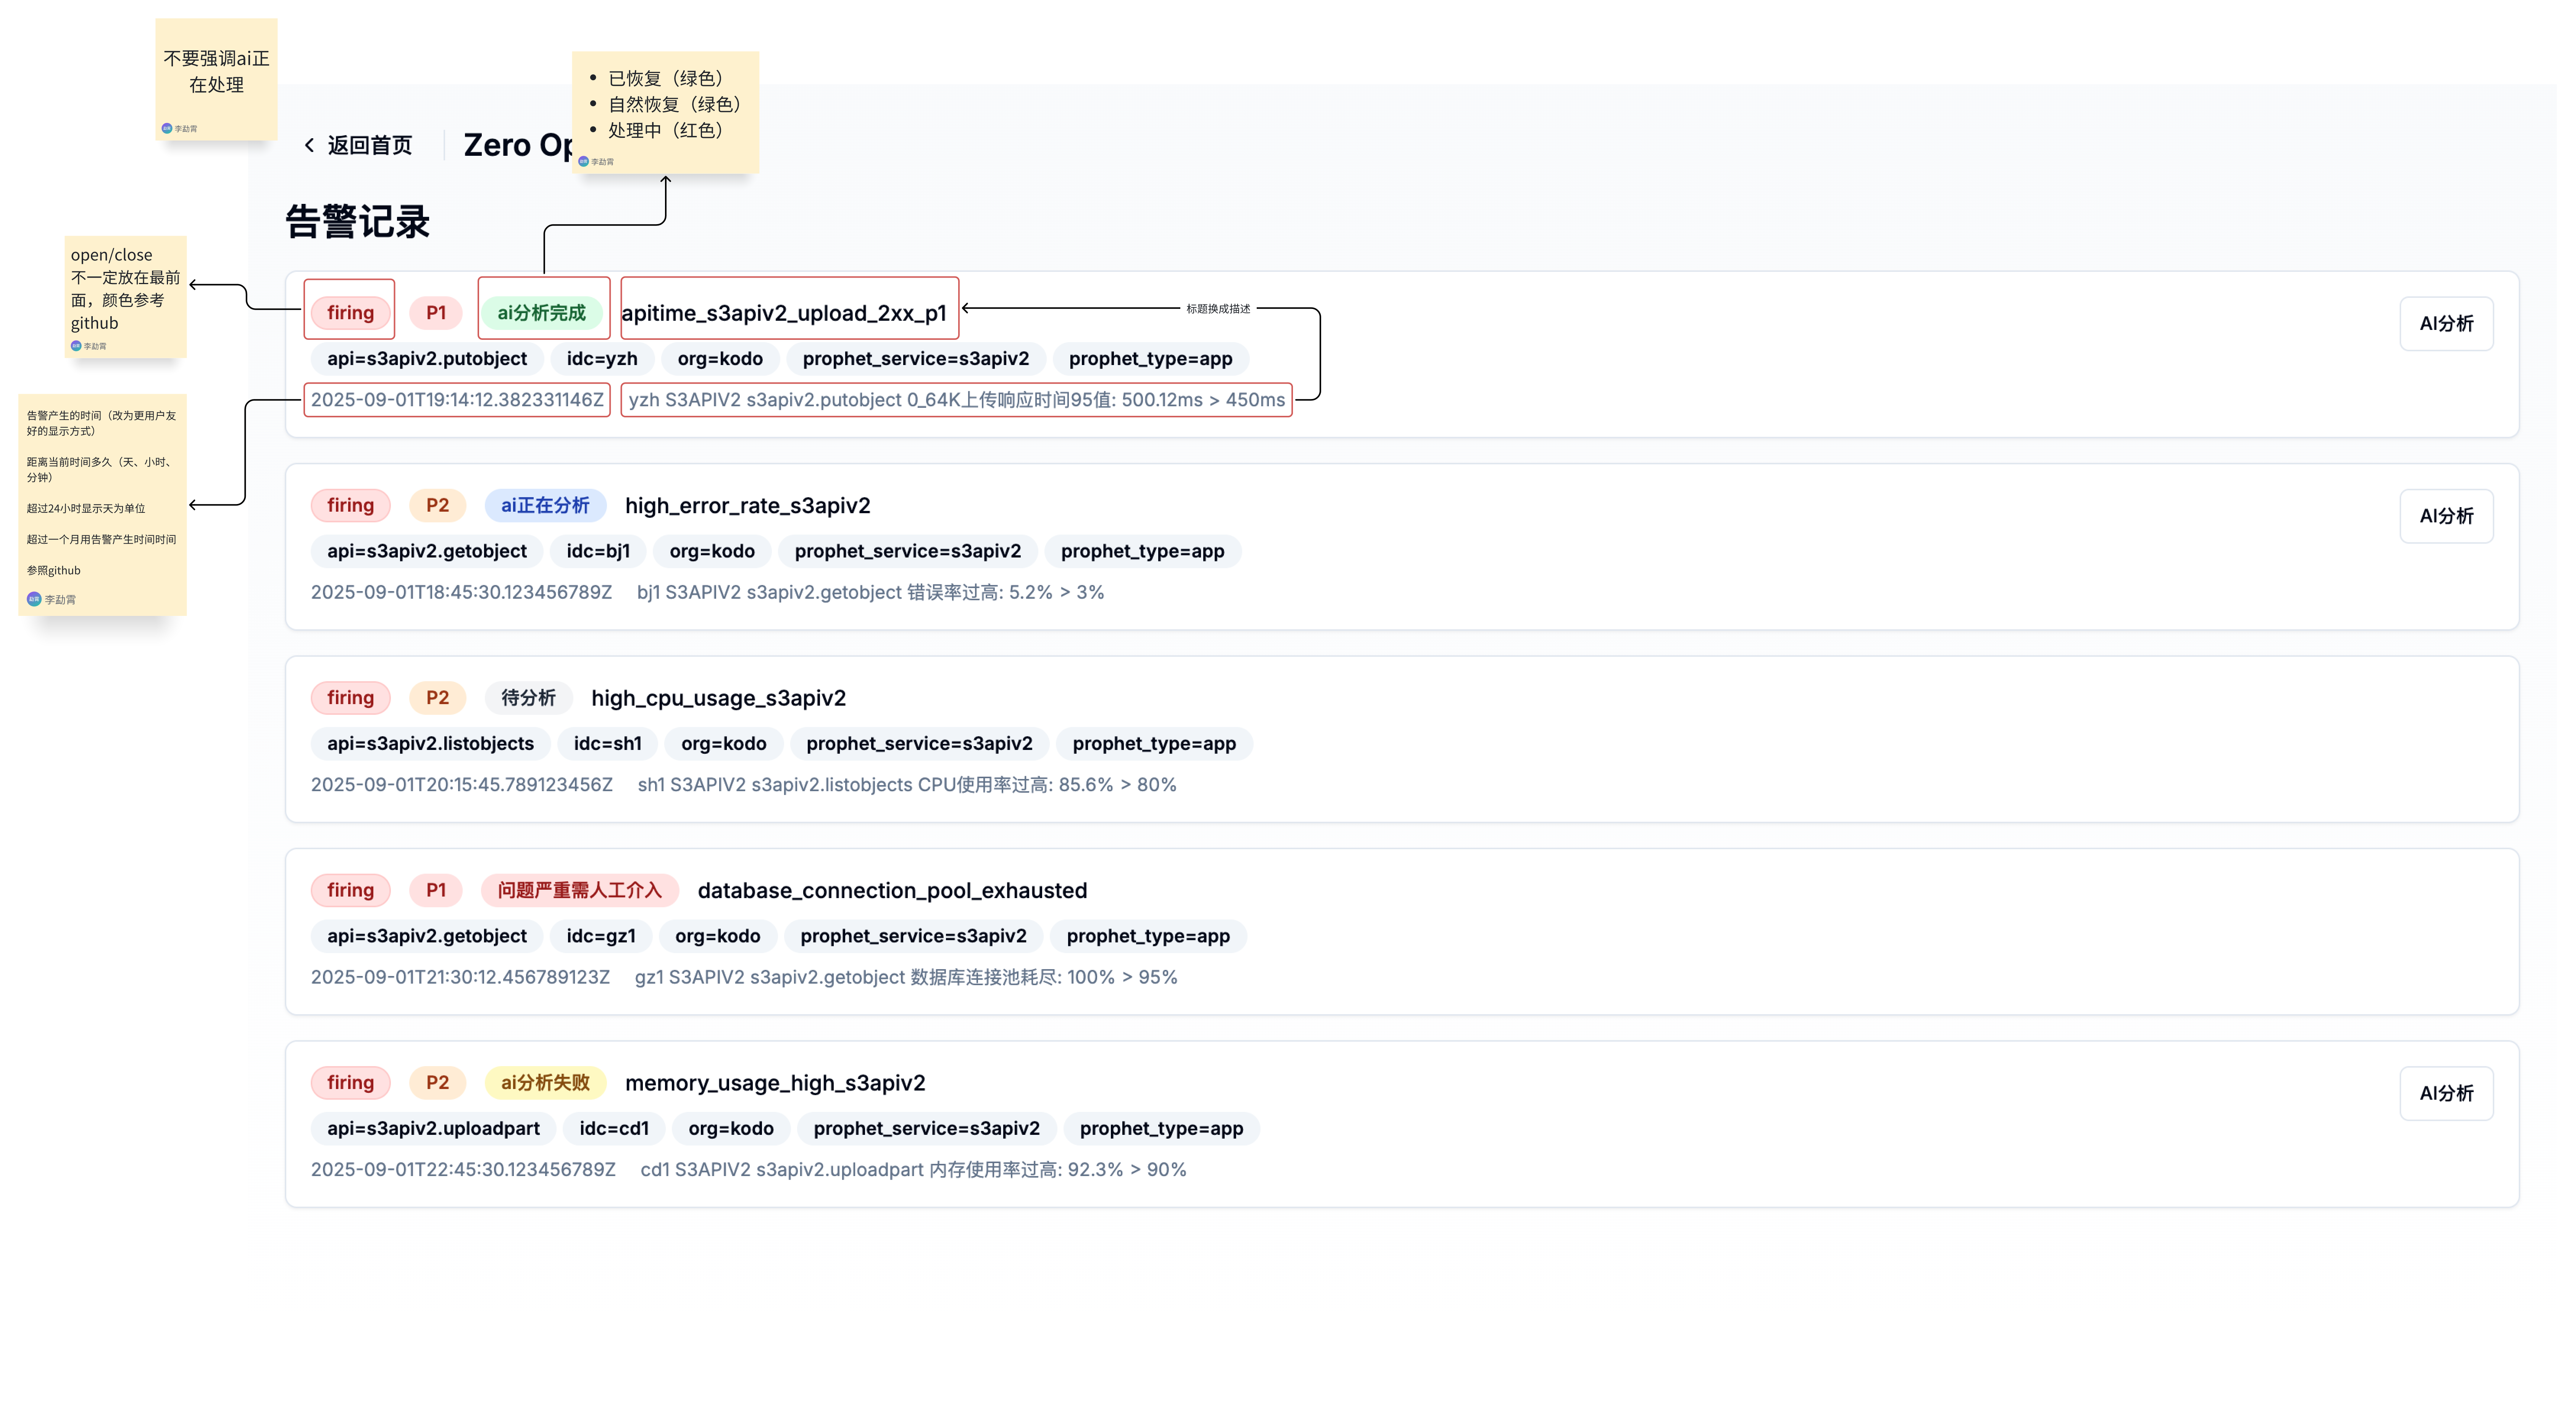 不要强调ai正
在处理
李勐霄
已恢复（绿色）
自然恢复（绿色）
处理中（红色）
李勐霄
返回首页
Zero Op
告警记录
open/close
不一定放在最前
面，颜色参考
github
李勐霄
firing P1 ai分析完成 apitime_s3apiv2_upload_2xx_p1
标题换成描述
AI分析
api=s3apiv2.putobject idc=yzh org=kodo prophet_service=s3apiv2 prophet_type=app
2025-09-01T19:14:12.382331146Z yzh S3APIV2 s3apiv2.putobject 0_64K上传响应时间95值: 500.12ms > 450ms
告警产生的时间（改为更用户友
好的显示方式）
距离当前时间多久（天、小时、
分钟）
超过24小时显示天为单位
超过一个月用告警产生时间时间
参照github
李勐霄
firing P2 ai正在分析 high_error_rate_s3apiv2
AI分析
api=s3apiv2.getobject idc=bj1 org=kodo prophet_service=s3apiv2 prophet_type=app
2025-09-01T18:45:30.123456789Z bj1 S3APIV2 s3apiv2.getobject 错误率过高: 5.2% > 3%
firing P2 待分析 high_cpu_usage_s3apiv2
api=s3apiv2.listobjects idc=sh1 org=kodo prophet_service=s3apiv2 prophet_type=app
2025-09-01T20:15:45.789123456Z sh1 S3APIV2 s3apiv2.listobjects CPU使用率过高: 85.6% > 80%
firing P1 问题严重需人工介入 database_connection_pool_exhausted
api=s3apiv2.getobject idc=gz1 org=kodo prophet_service=s3apiv2 prophet_type=app
2025-09-01T21:30:12.456789123Z gz1 S3APIV2 s3apiv2.getobject 数据库连接池耗尽: 100% > 95%
firing P2 ai分析失败 memory_usage_high_s3apiv2
AI分析
api=s3apiv2.uploadpart idc=cd1 org=kodo prophet_service=s3apiv2 prophet_type=app
2025-09-01T22:45:30.123456789Z cd1 S3APIV2 s3apiv2.uploadpart 内存使用率过高: 92.3% > 90%